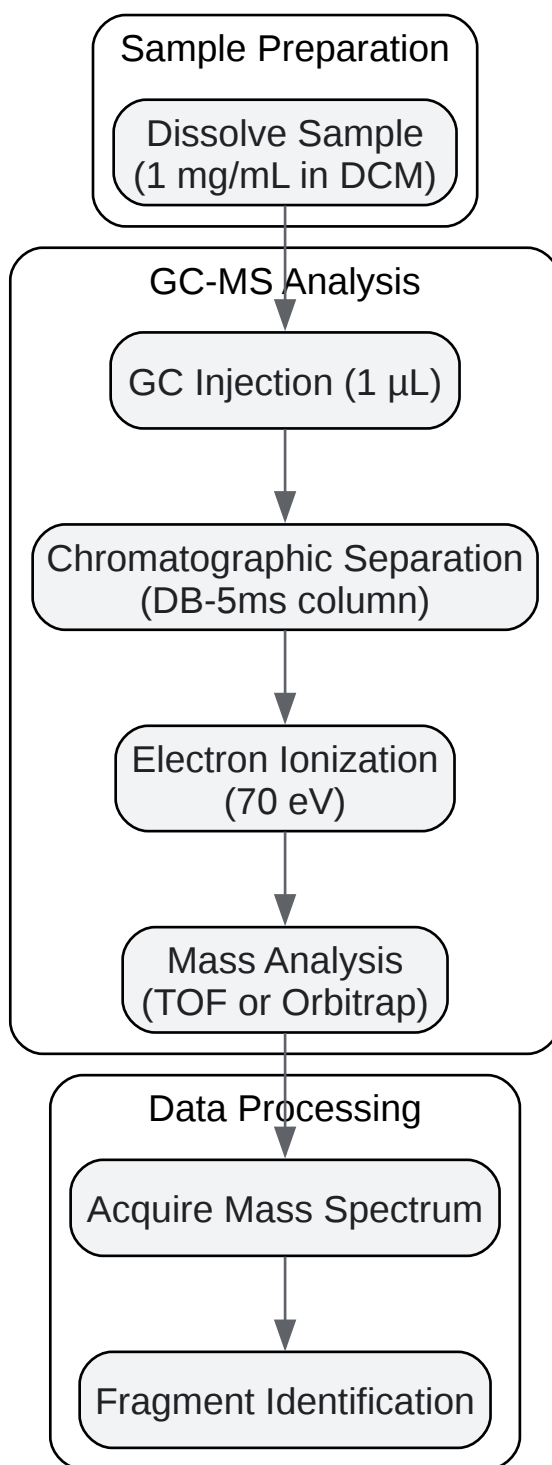 Sample Preparation
Dissolve Sample
(1 mg/mL in DCM)
GC-MS Analysis
GC Injection (1 µL)
Chromatographic Separation
(DB-5ms column)
Electron Ionization
(70 eV)
Mass Analysis
(TOF or Orbitrap)
Data Processing
Acquire Mass Spectrum
Fragment Identification